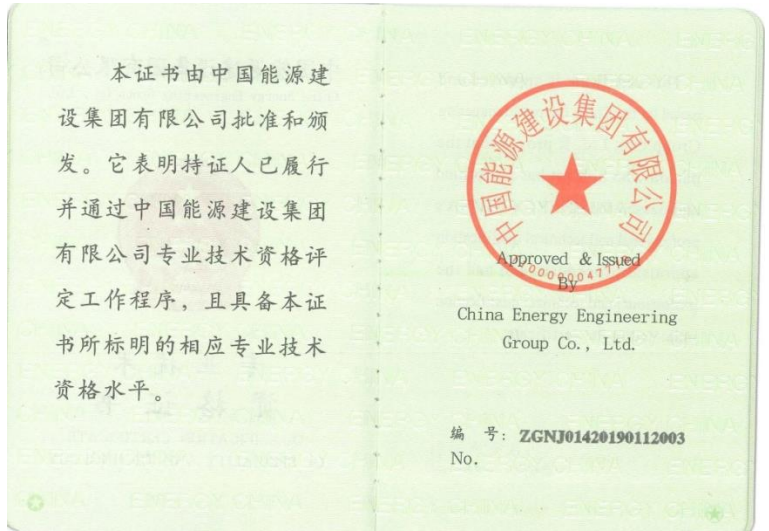 本证书由中国能源建
设集团有限公司批准和颁
发。它表明持证人已履行
并通过中国能源建设集团
有限公司专业技术资格评
定工作程序，且具备本证
书所标明的相应专业技术
资格水平。
中国能源建设集团有限公司
Approved & Issued
By
China Energy Engineering
Group Co., Ltd.
编 号: ZGNJ01420190112003
No.